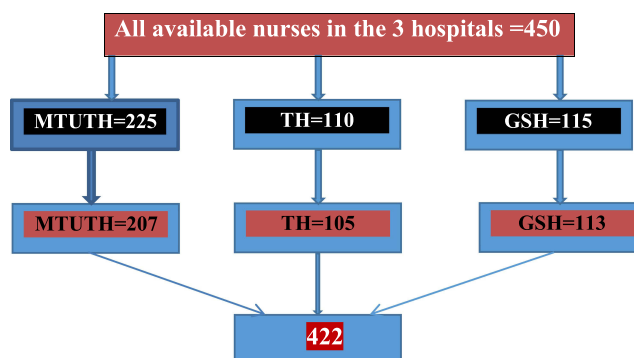 All available nurses in the 3 hospitals =450
MTUTH=225
TH=110
GSH=115
MTUTH=207
TH=105
GSH=113
422